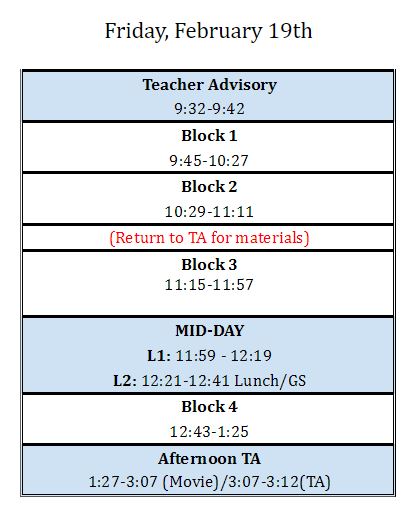 Friday, February 19th
Teacher Advisory
9:32-9:42
Block 1
9:45-10:27
Block 2
10:29-11:11
(Return to TA for materials)
Block 3
11:15-11:57
MID-DAY
L1: 11:59 - 12:19
L2: 12:21-12:41 Lunch/GS
Block 4
12:43-1:25
Afternoon TA
1:27-3:07 (Movie)/3:07-3:12(TA)